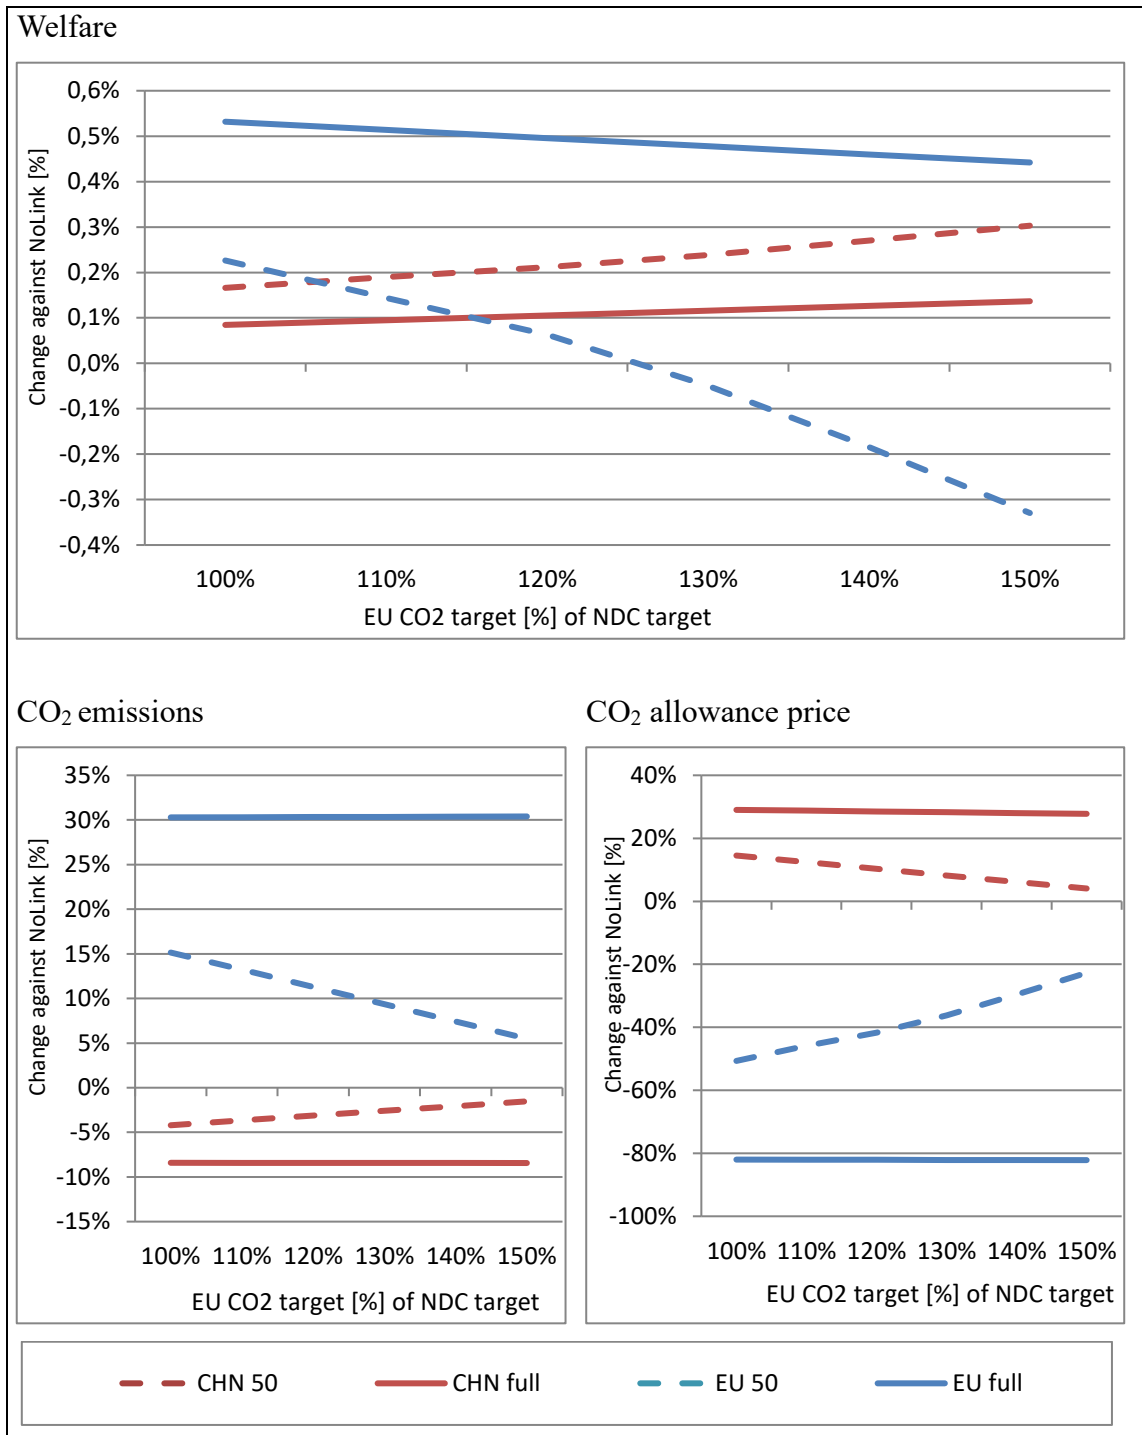 Welfare
Change against NoLink [%]
0,6%
0,5%
0,4%
0,3%
0,2%
0,1%
0,0%
-0,1%
-0,2%
-0,3%
-0,4%
100% 110% 120% 130% 140% 150%
EU CO2 target [%] of NDC target
CO₂ emissions
Change against NoLink [%]
35%
30%
25%
20%
15%
10%
5%
0%
-5%
-10%
-15%
100% 110% 120% 130% 140% 150%
EU CO2 target [%] of NDC target
CO₂ allowance price
Change against NoLink [%]
40%
20%
0%
-20%
-40%
-60%
-80%
-100%
100% 110% 120% 130% 140% 150%
EU CO2 target [%] of NDC target
CHN 50 CHN full EU 50 EU full